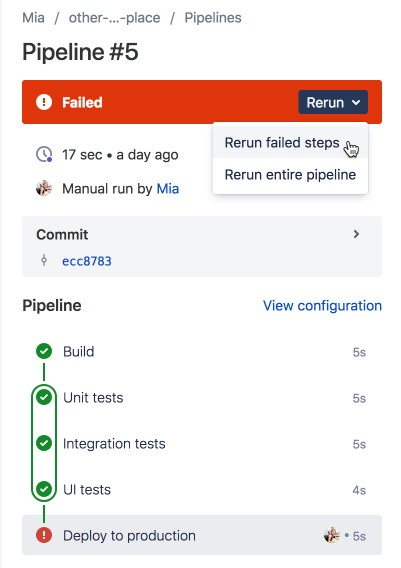 Mia / other-...-place / Pipelines
Pipeline #5
Failed Rerun
Rerun failed steps
17 sec • a day ago
Rerun entire pipeline
Manual run by Mia
Commit
ecc8783
Pipeline View configuration
Build 5s
Unit tests 5s
Integration tests 5s
UI tests 4s
Deploy to production • 5s